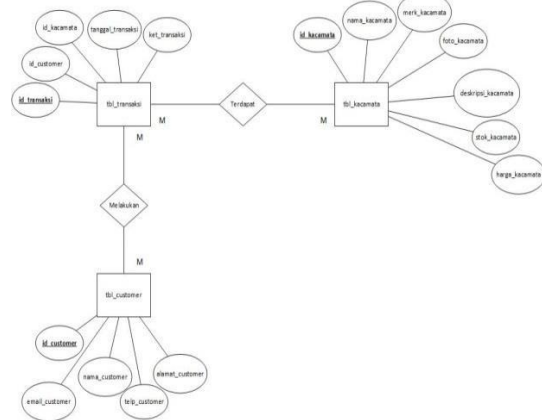 id_kacamata
tanggal_transaksi
ket_transaksi
id_customer
id_transaksi
tbl_transaksi
M
Terdapat
M
tbl_kacamata
id_kacamata
nama_kacamata
merk_kacamata
foto_kacamata
deskripsi_kacamata
stok_kacamata
harga_kacamata
M
Melakukan
M
tbl_customer
id_customer
email_customer
nama_customer
telp_customer
alamat_customer